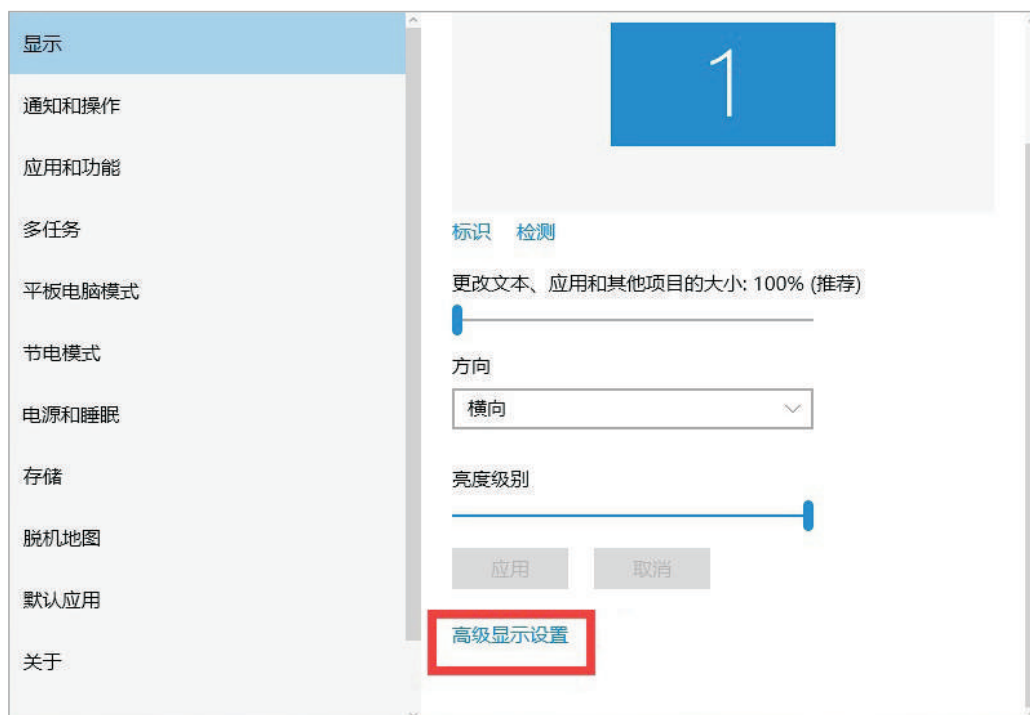 显示
通知和操作
应用和功能
多任务
平板电脑模式
节电模式
电源和睡眠
存储
脱机地图
默认应用
关于
1
标识 检测
更改文本、应用和其他项目的大小: 100% (推荐)
方向
横向
亮度级别
应用 取消
高级显示设置